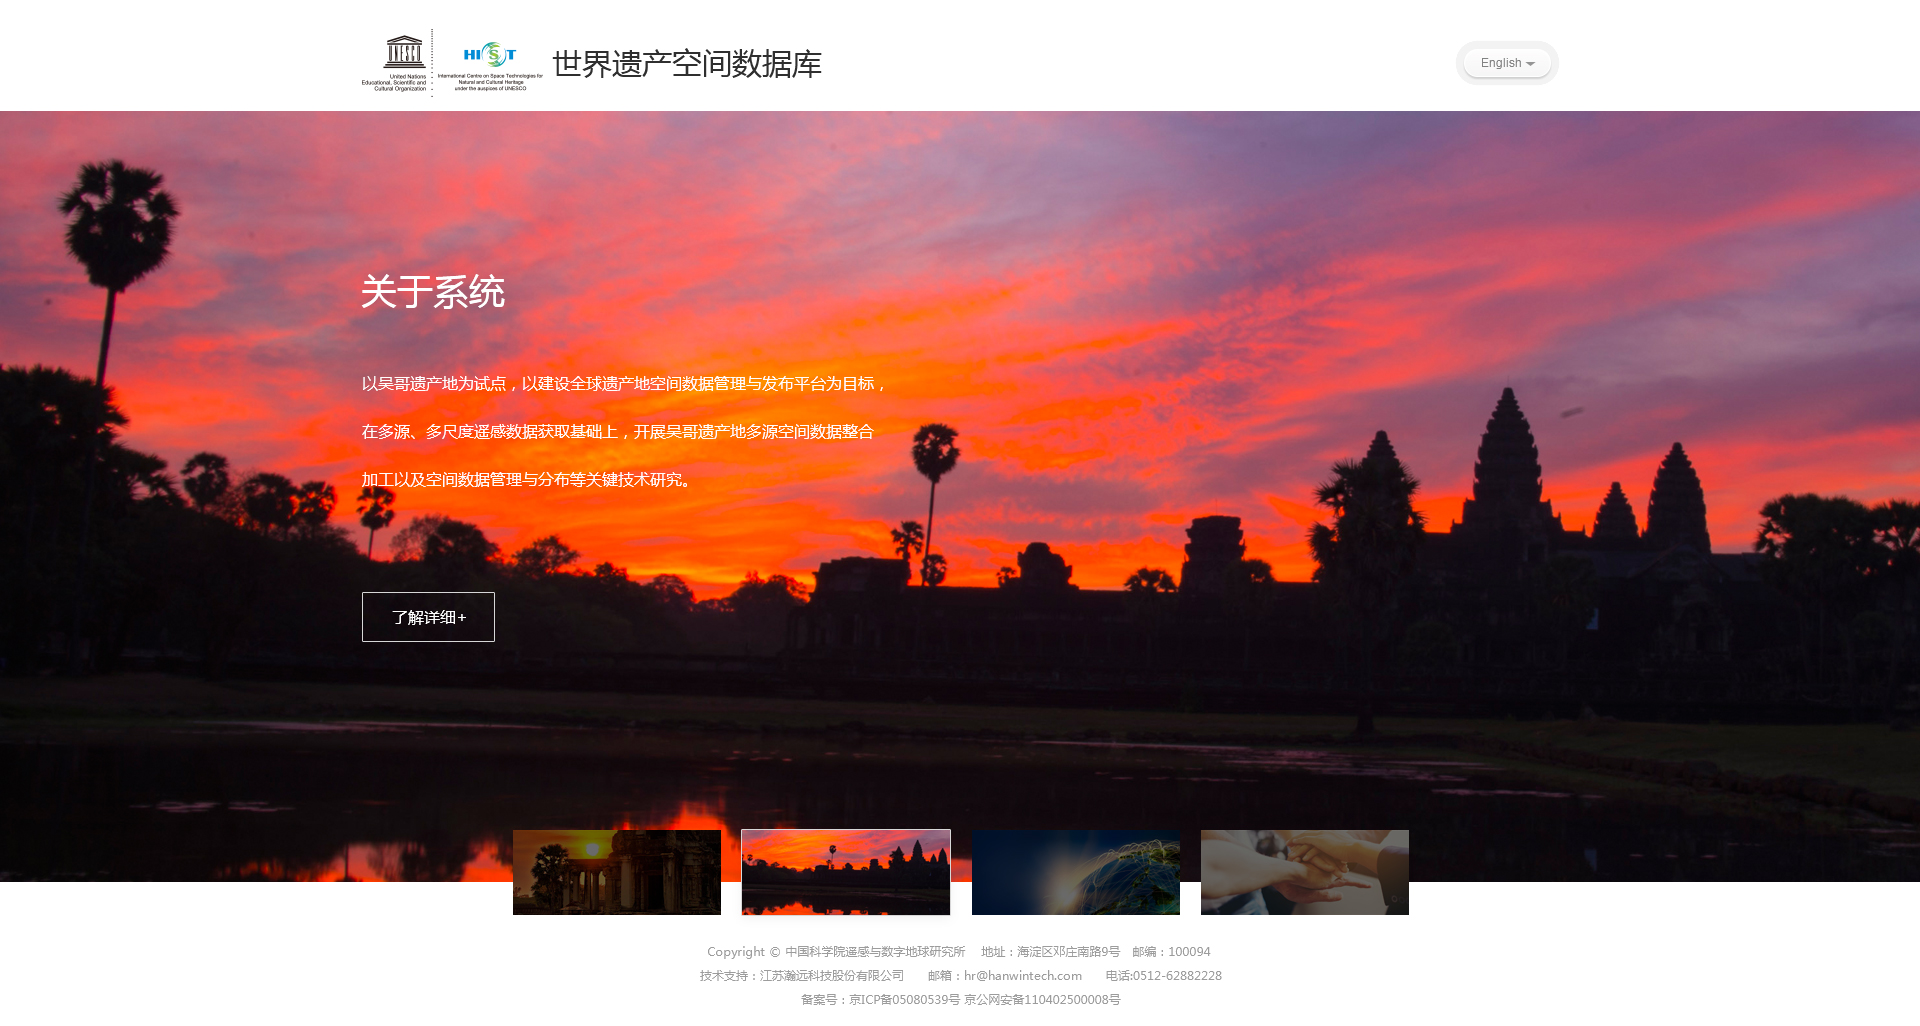 UNESCO
United Nations
Educational, Scientific and
Cultural Organization
HIST
International Centre on Space Technologies for
Natural and Cultural Heritage
under the auspices of UNESCO
世界遗产空间数据库
English
关于系统
以吴哥遗产地为试点，以建设全球遗产地空间数据管理与发布平台为目标，
在多源、多尺度遥感数据获取基础上，开展吴哥遗产地多源空间数据整合
加工以及空间数据管理与分布等关键技术研究。
了解详细+
Copyright © 中国科学院遥感与数字地球研究所 地址：海淀区邓庄南路9号 邮编：100094
技术支持：江苏瀚远科技股份有限公司 邮箱：hr@hanwintech.com 电话:0512-62882228
备案号：京ICP备05080539号 京公网安备110402500008号